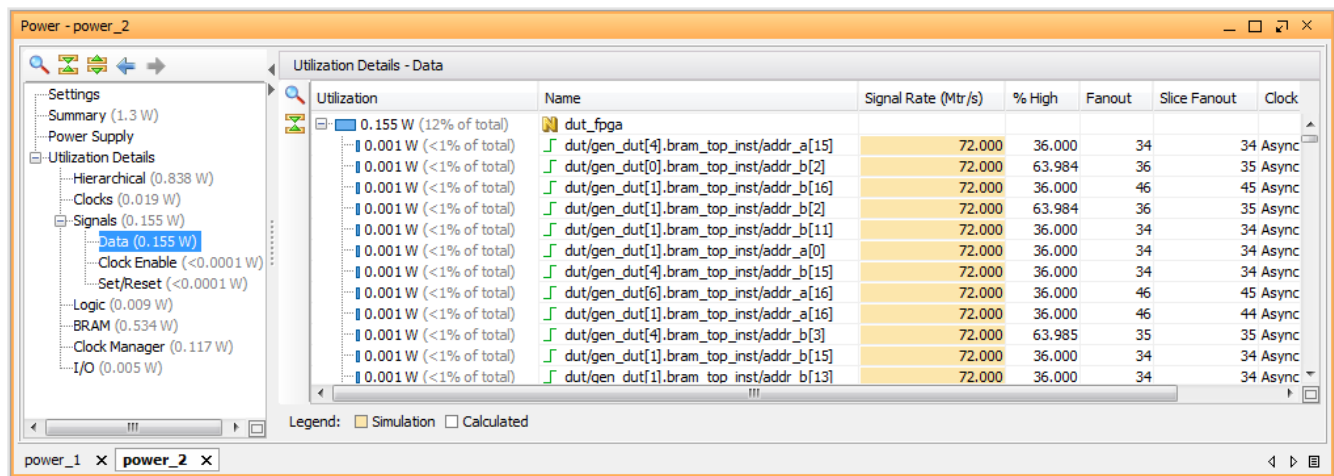 Power - power_2
Utilization Details - Data
Settings
Summary (1.3 W)
Power Supply
Utilization Details
Hierarchical (0.838 W)
Clocks (0.019 W)
Signals (0.155 W)
Data (0.155 W)
Clock Enable (<0.0001 W)
Set/Reset (<0.0001 W)
Logic (0.009 W)
BRAM (0.534 W)
Clock Manager (0.117 W)
I/O (0.005 W)
Utilization Name Signal Rate (Mtr/s) % High Fanout Slice Fanout Clock
0.155 W (12% of total) N dut_fpga
0.001 W (<1% of total) dut/gen_dut[4].bram_top_inst/addr_a[15] 72.000 36.000 34 34 Async
0.001 W (<1% of total) dut/gen_dut[0].bram_top_inst/addr_b[2] 72.000 63.984 36 35 Async
0.001 W (<1% of total) dut/gen_dut[1].bram_top_inst/addr_b[16] 72.000 36.000 46 45 Async
0.001 W (<1% of total) dut/gen_dut[1].bram_top_inst/addr_b[2] 72.000 63.984 36 35 Async
0.001 W (<1% of total) dut/gen_dut[1].bram_top_inst/addr_b[11] 72.000 36.000 34 34 Async
0.001 W (<1% of total) dut/gen_dut[1].bram_top_inst/addr_a[0] 72.000 36.000 34 34 Async
0.001 W (<1% of total) dut/gen_dut[4].bram_top_inst/addr_b[15] 72.000 36.000 34 34 Async
0.001 W (<1% of total) dut/gen_dut[6].bram_top_inst/addr_a[16] 72.000 36.000 46 45 Async
0.001 W (<1% of total) dut/gen_dut[1].bram_top_inst/addr_a[16] 72.000 36.000 46 44 Async
0.001 W (<1% of total) dut/gen_dut[4].bram_top_inst/addr_b[3] 72.000 63.985 35 35 Async
0.001 W (<1% of total) dut/gen_dut[1].bram_top_inst/addr_b[15] 72.000 36.000 34 34 Async
0.001 W (<1% of total) dut/gen_dut[1].bram_top_inst/addr_b[13] 72.000 36.000 34 34 Async
Legend: Simulation Calculated
power_1 power_2